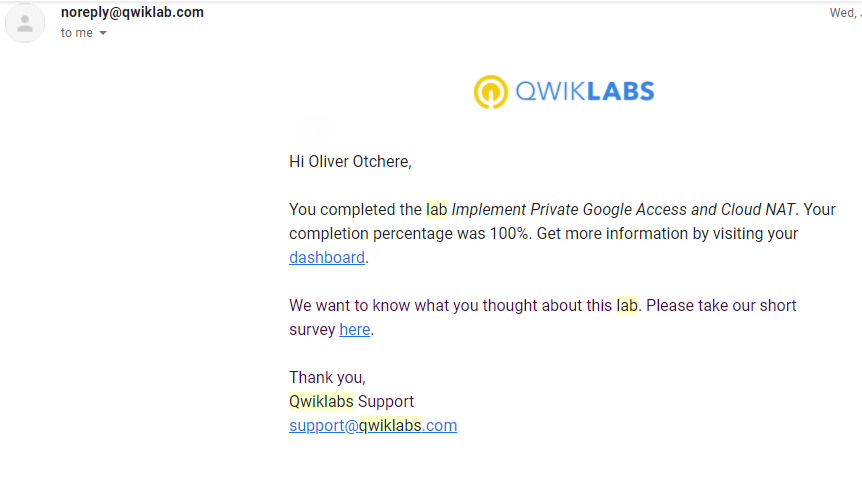 noreply@qwiklab.com
Wed,
to me
QWIKLABS
Hi Oliver Otchere,
You completed the lab Implement Private Google Access and Cloud NAT. Your
completion percentage was 100%. Get more information by visiting your
dashboard.
We want to know what you thought about this lab. Please take our short
survey here.
Thank you,
Qwiklabs Support
support@qwiklabs.com